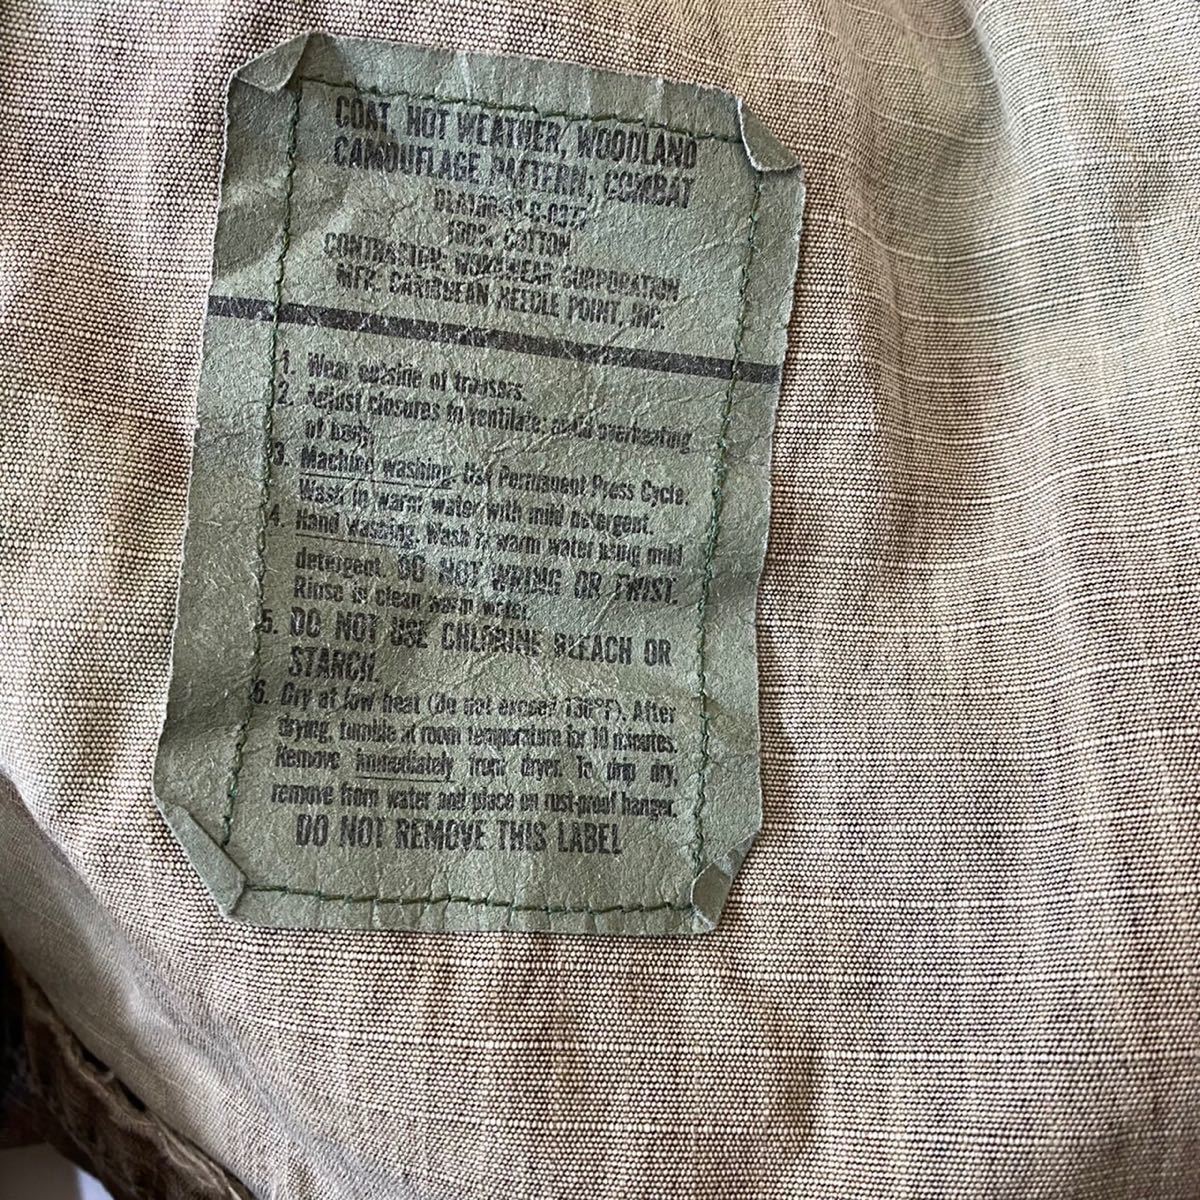 COAT, HOT WEATHER, WOODLAND
CAMOUFLAGE PATTERN; COMBAT
100% COTTON
CONTRACTOR: WORKWEAR CORPORATION
MFR: CARIBBEAN NEEDLE POINT, INC.
1. Wear outside of trousers.
2. Adjust closures to ventilate: avoid overheating
of body.
3. Machine washing. Use Permanent Press Cycle.
Wash in warm water with mild detergent.
4. Hand Washing. Wash in warm water using mild
detergent. DO NOT WRING OR TWIST.
Rinse in clean warm water.
5. DO NOT USE CHLORINE BLEACH OR
STARCH.
6. Dry at low heat (do not exceed 130°F). After
drying, tumble at room temperature for 10 minutes.
Remove immediately from dryer. To drip dry,
remove from water and place on rust-proof hanger.
DO NOT REMOVE THIS LABEL